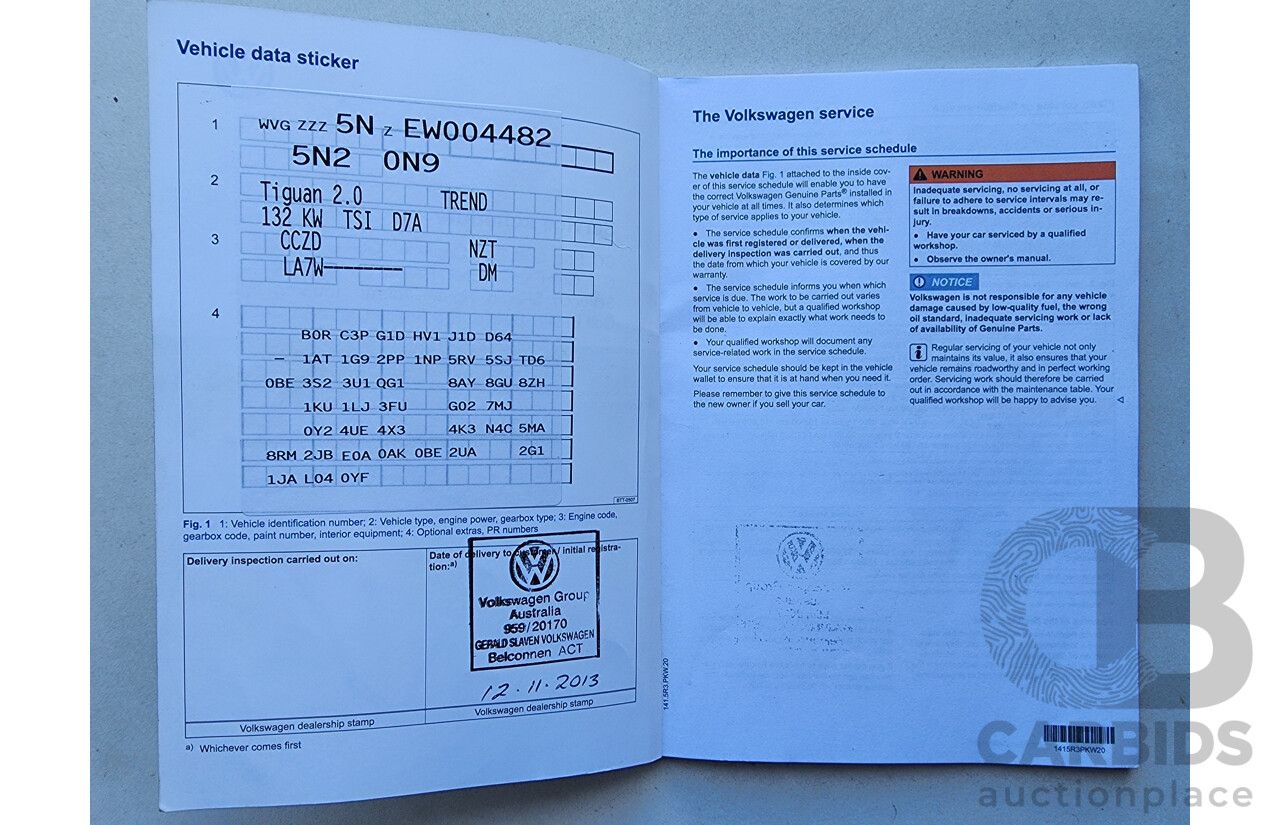 Vehicle data sticker
1
WVG ZZZ 5N Z EW004482
5N2 0N9
2
Tiguan 2.0 TREND
132 KW TSI D7A
3
CCZD NZT
LA7W-------- DM
4
B0R C3P G1D HV1 J1D D64
- 1AT 1G9 2PP 1NP 5RV 5SJ TD6
0BE 3S2 3U1 QG1 8AY 8GU 8ZH
1KU 1LJ 3FU G02 7MJ
0Y2 4UE 4X3 4K3 N4C 5MA
8RM 2JB E0A 0AK 0BE 2UA 2G1
1JA L04 0YF
BTT-0507
Fig. 1 1: Vehicle identification number; 2: Vehicle type, engine power, gearbox type; 3: Engine code,
gearbox code, paint number, interior equipment; 4: Optional extras, PR numbers
Delivery inspection carried out on:
Date of delivery to customer / initial registra-
tion:a)
Volkswagen Group
Australia
959/20170
GERALD SLAVEN VOLKSWAGEN
Belconnen ACT
12.11.2013
Volkswagen dealership stamp
Volkswagen dealership stamp
a) Whichever comes first
The Volkswagen service
The importance of this service schedule
The vehicle data Fig. 1 attached to the inside cov-
er of this service schedule will enable you to have
the correct Volkswagen Genuine Parts® installed in
your vehicle at all times. It also determines which
type of service applies to your vehicle.
• The service schedule confirms when the vehi-
cle was first registered or delivered, when the
delivery inspection was carried out, and thus
the date from which your vehicle is covered by our
warranty.
• The service schedule informs you when which
service is due. The work to be carried out varies
from vehicle to vehicle, but a qualified workshop
will be able to explain exactly what work needs to
be done.
• Your qualified workshop will document any
service-related work in the service schedule.
Your service schedule should be kept in the vehicle
wallet to ensure that it is at hand when you need it.
Please remember to give this service schedule to
the new owner if you sell your car.
WARNING
Inadequate servicing, no servicing at all, or
failure to adhere to service intervals may re-
sult in breakdowns, accidents or serious in-
jury.
• Have your car serviced by a qualified
workshop.
• Observe the owner's manual.
NOTICE
Volkswagen is not responsible for any vehicle
damage caused by low-quality fuel, the wrong
oil standard, inadequate servicing work or lack
of availability of Genuine Parts.
Regular servicing of your vehicle not only
maintains its value, it also ensures that your
vehicle remains roadworthy and in perfect working
order. Servicing work should therefore be carried
out in accordance with the maintenance table. Your
qualified workshop will be happy to advise you.
141.5R3.PKW.20
1415R3PKW20
CARBIDS
auctionplace